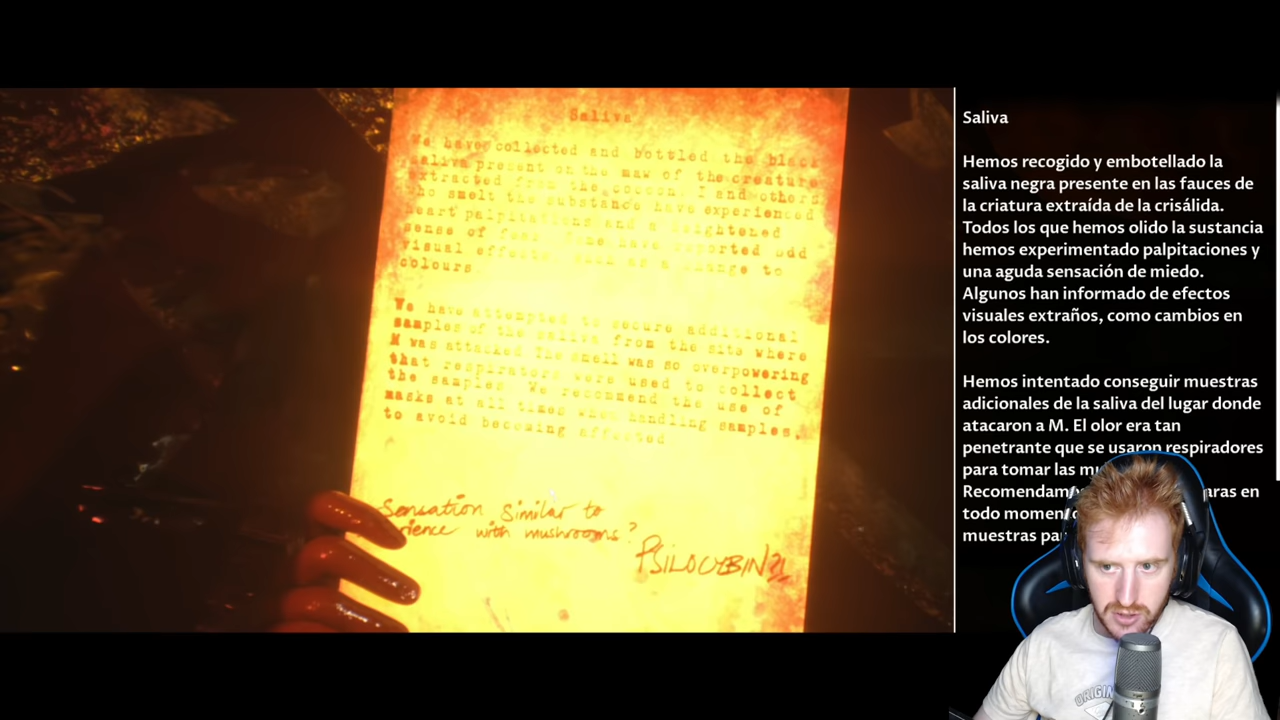 Saliva
We have collected and bottled the black
saliva present on the maw of the creature
extracted from the cocoon. I and others
who smelt the substance have experienced
heart palpitations and a heightened
sense of fear. Some have reported odd
visual effects, such as a change to
colours.
We have attempted to secure additional
samples of the saliva from the site where
M was attacked. The smell was so overpowering
that respirators were used to collect
the samples. We recommend the use of
masks at all times when handling samples,
to avoid becoming affected
Sensation similar to
rience with mushrooms?
PSILOCYBIN?!
Saliva
Hemos recogido y embotellado la
saliva negra presente en las fauces de
la criatura extraída de la crisálida.
Todos los que hemos olido la sustancia
hemos experimentado palpitaciones y
una aguda sensación de miedo.
Algunos han informado de efectos
visuales extraños, como cambios en
los colores.
Hemos intentado conseguir muestras
adicionales de la saliva del lugar donde
atacaron a M. El olor era tan
penetrante que se usaron respiradores
para tomar las
en
todo
muestras
ORIGIN